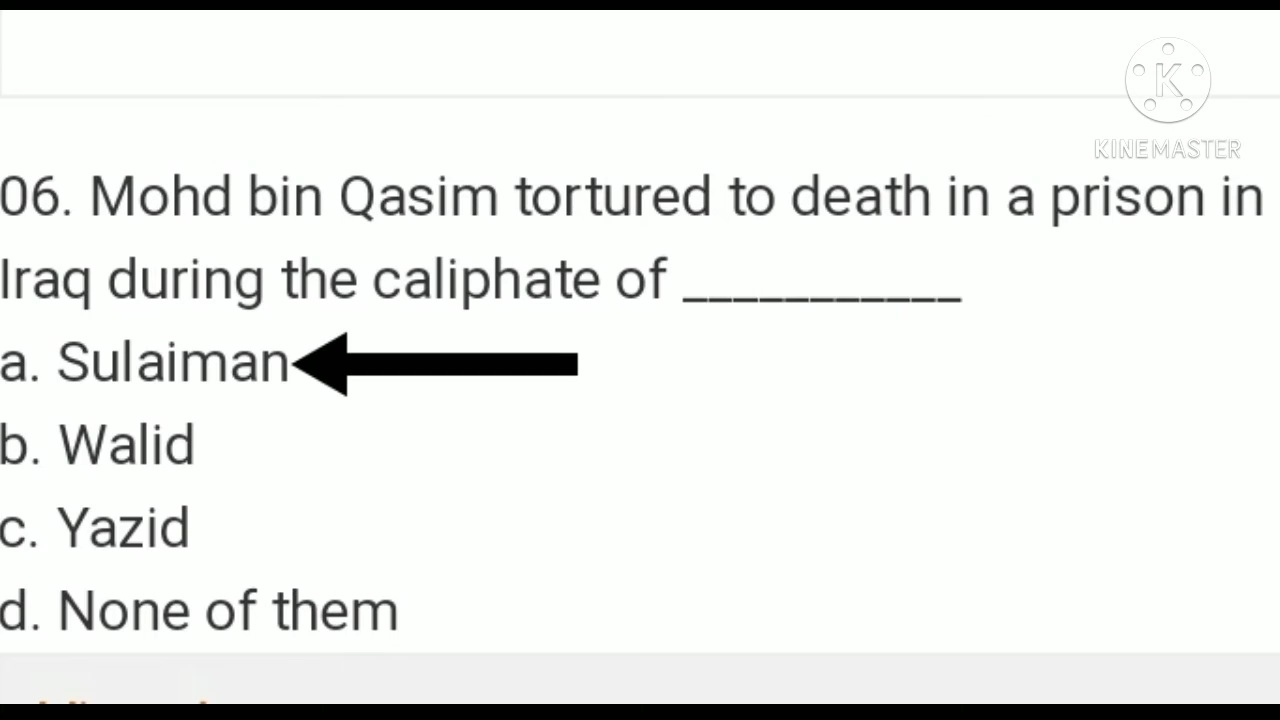 K
KINEMASTER
06. Mohd bin Qasim tortured to death in a prison in
Iraq during the caliphate of ___________
a. Sulaiman
b. Walid
c. Yazid
d. None of them